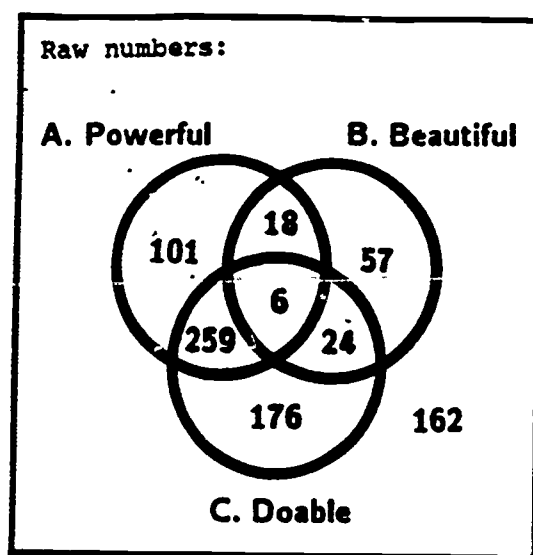 Raw numbers:
A. Powerful B. Beautiful
18
101 57
6
259 24
176 162
C. Doable